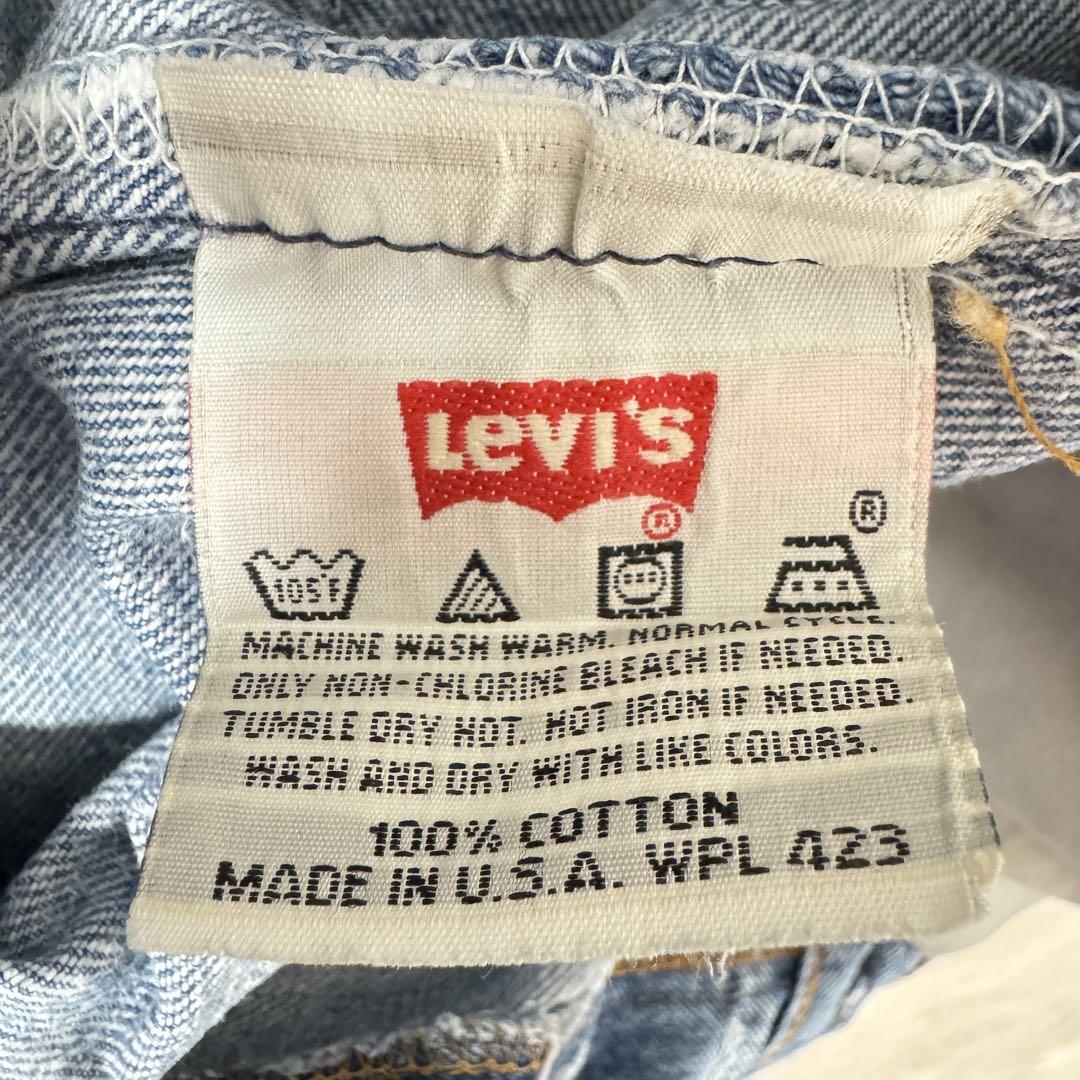 Levi's
®
®
105F
MACHINE WASH WARM. NORMAL CYCLE.
ONLY NON-CHLORINE BLEACH IF NEEDED.
TUMBLE DRY HOT. HOT IRON IF NEEDED.
WASH AND DRY WITH LIKE COLORS.
100% COTTON
MADE IN U.S.A. WPL 423